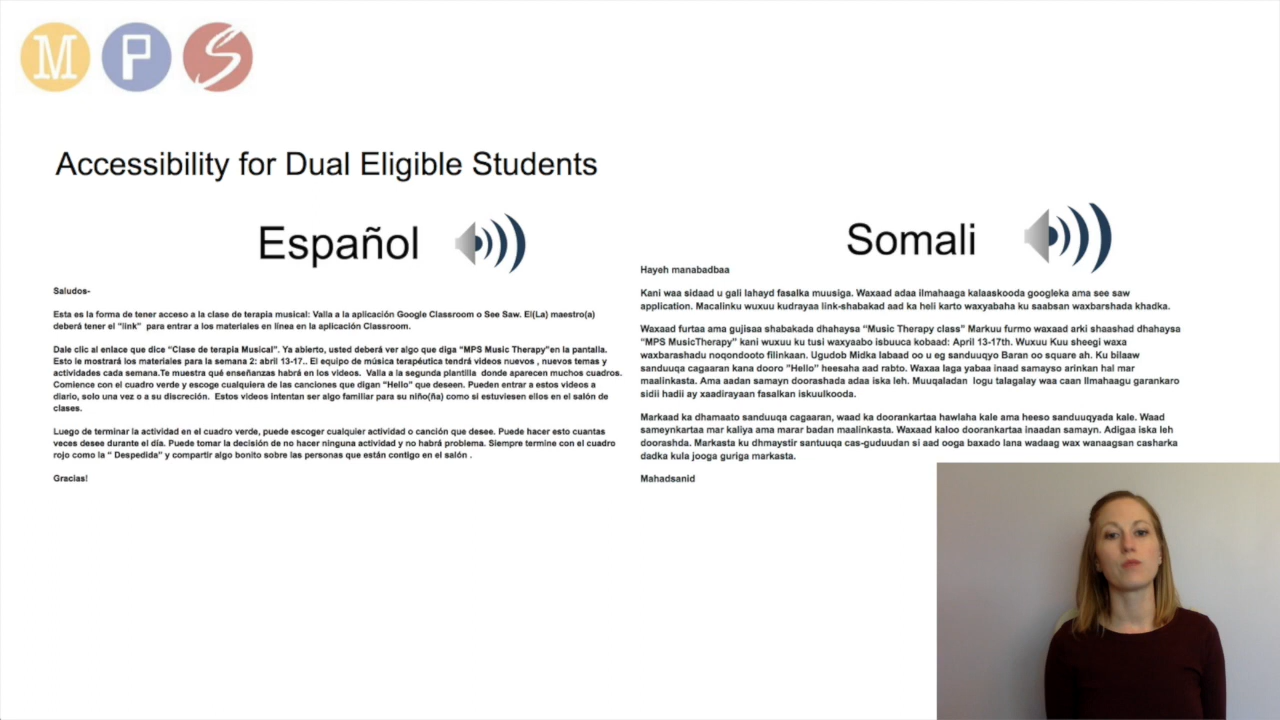 M P S
Accessibility for Dual Eligible Students
Español
Saludos-
Esta es la forma de tener acceso a la clase de terapia musical: Valla a la aplicación Google Classroom o See Saw. El(La) maestro(a)
deberá tener el "link" para entrar a los materiales en línea en la aplicación Classroom.
Dale clic al enlace que dice "Clase de terapia Musical". Ya abierto, usted deberá ver algo que diga "MPS Music Therapy"en la pantalla.
Esto le mostrará los materiales para la semana 2: abril 13-17.. El equipo de música terapéutica tendrá videos nuevos , nuevos temas y
actividades cada semana.Te muestra qué enseñanzas habrá en los videos. Valla a la segunda plantilla donde aparecen muchos cuadros.
Comience con el cuadro verde y escoge cualquiera de las canciones que digan "Hello" que deseen. Pueden entrar a estos videos a
diario, solo una vez o a su discreción. Estos videos intentan ser algo familiar para su niño(ña) como si estuviesen ellos en el salón de
clases.
Luego de terminar la actividad en el cuadro verde, puede escoger cualquier actividad o canción que desee. Puede hacer esto cuantas
veces desee durante el día. Puede tomar la decisión de no hacer ninguna actividad y no habrá problema. Siempre termine con el cuadro
rojo como la " Despedida" y compartir algo bonito sobre las personas que están contigo en el salón .
Gracias!
Somali
Hayeh manabadbaa
Kani waa sidaad u gali lahayd fasalka muusiga. Waxaad adaa ilmahaaga kalaaskooda googleka ama see saw
application. Macalinku wuxuu kudrayaa link-shabakad aad ka heli karto waxyabaha ku saabsan waxbarshada khadka.
Waxaad furtaa ama gujisaa shabakada dhahaysa "Music Therapy class" Markuu furmo waxaad arki shaashad dhahaysa
"MPS MusicTherapy" kani wuxuu ku tusi waxyaabo isbuuca kobaad: April 13-17th. Wuxuu Kuu sheegi waxa
waxbarashadu noqondooto filinkaan. Ugudob Midka labaad oo u eg sanduuqyo Baran oo square ah. Ku bilaaw
sanduuqa cagaaran kana dooro "Hello" heesaha aad rabto. Waxaa laga yabaa inaad samayso arinkan hal mar
maalinkasta. Ama aadan samayn doorashada adaa iska leh. Muuqaladan logu talagalay waa caan Ilmahaagu garankaro
sidii hadii ay xaadirayaan fasalkan iskuulkooda.
Markaad ka dhamaato sanduuqa cagaaran, waad ka doorankartaa hawlaha kale ama heeso sanduuqyada kale. Waad
sameynkartaa mar kaliya ama marar badan maalinkasta. Waxaad kaloo doorankartaa inaadan samayn. Adigaa iska leh
doorashda. Markasta ku dhmaystir santuuqa cas-guduudan si aad ooga baxado lana wadaag wax wanaagsan casharka
dadka kula jooga guriga markasta.
Mahadsanid